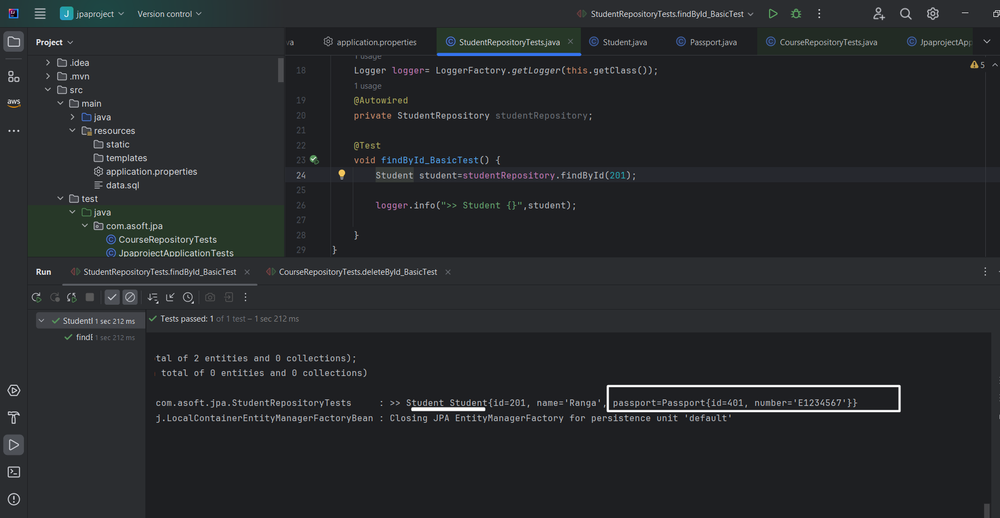 J jpaproject Version control StudentRepositoryTests.findById_BasicTest
Project
va application.properties StudentRepositoryTests.java Student.java Passport.java CourseRepositoryTests.java JpaprojectApp
.idea
.mvn
src
main
java
resources
static
templates
application.properties
data.sql
test
java
com.asoft.jpa
CourseRepositoryTests
JpaprojectApplicationTests
aws
1 usage
18 Logger logger= LoggerFactory.getLogger(this.getClass());
5
1 usage
19 @Autowired
20 private StudentRepository studentRepository;
21
22 @Test
23 void findById_BasicTest() {
24 Student student=studentRepository.findById(201);
25
26 logger.info(">> Student {}",student);
27
28 }
29 }
Run StudentRepositoryTests.findById_BasicTest CourseRepositoryTests.deleteById_BasicTest
Student 1 sec 212 ms
find 1 sec 212 ms
Tests passed: 1 of 1 test – 1 sec 212 ms
tal of 2 entities and 0 collections);
total of 0 entities and 0 collections)
com.asoft.jpa.StudentRepositoryTests : >> Student Student{id=201, name='Ranga', passport=Passport{id=401, number='E1234567'}}
j.LocalContainerEntityManagerFactoryBean : Closing JPA EntityManagerFactory for persistence unit 'default'